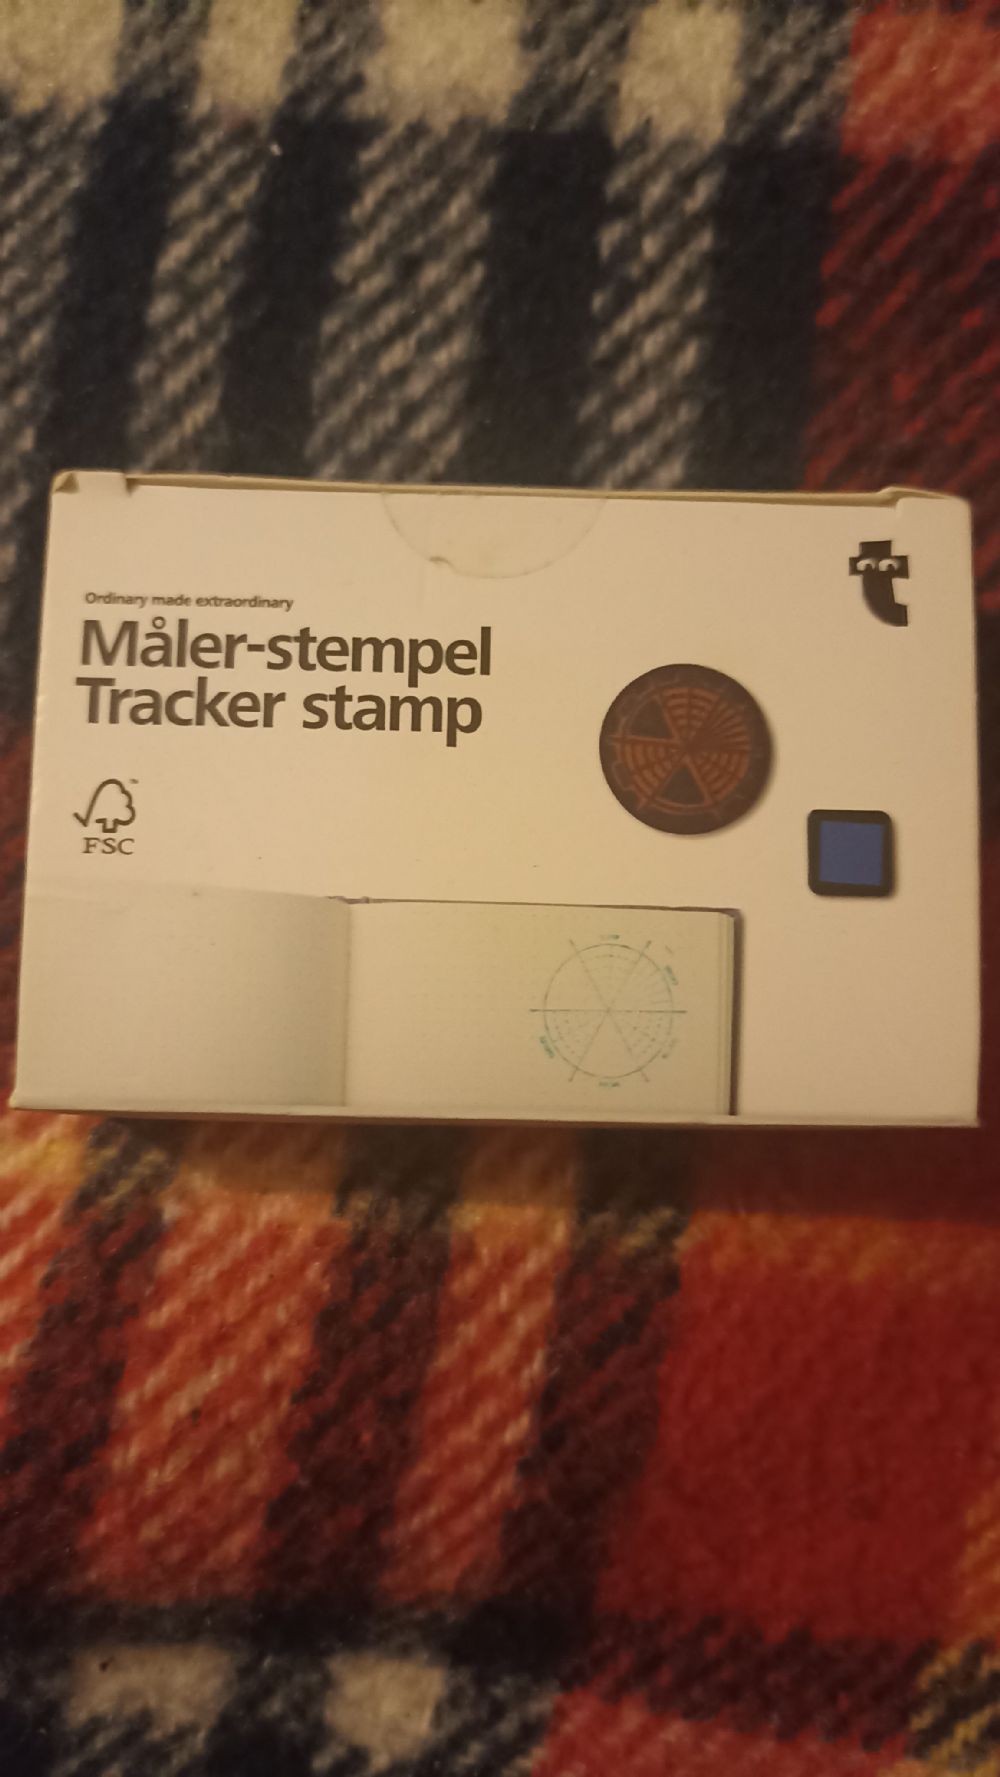 Ordinary made extraordinary
Måler-stempel
Tracker stamp
FSC